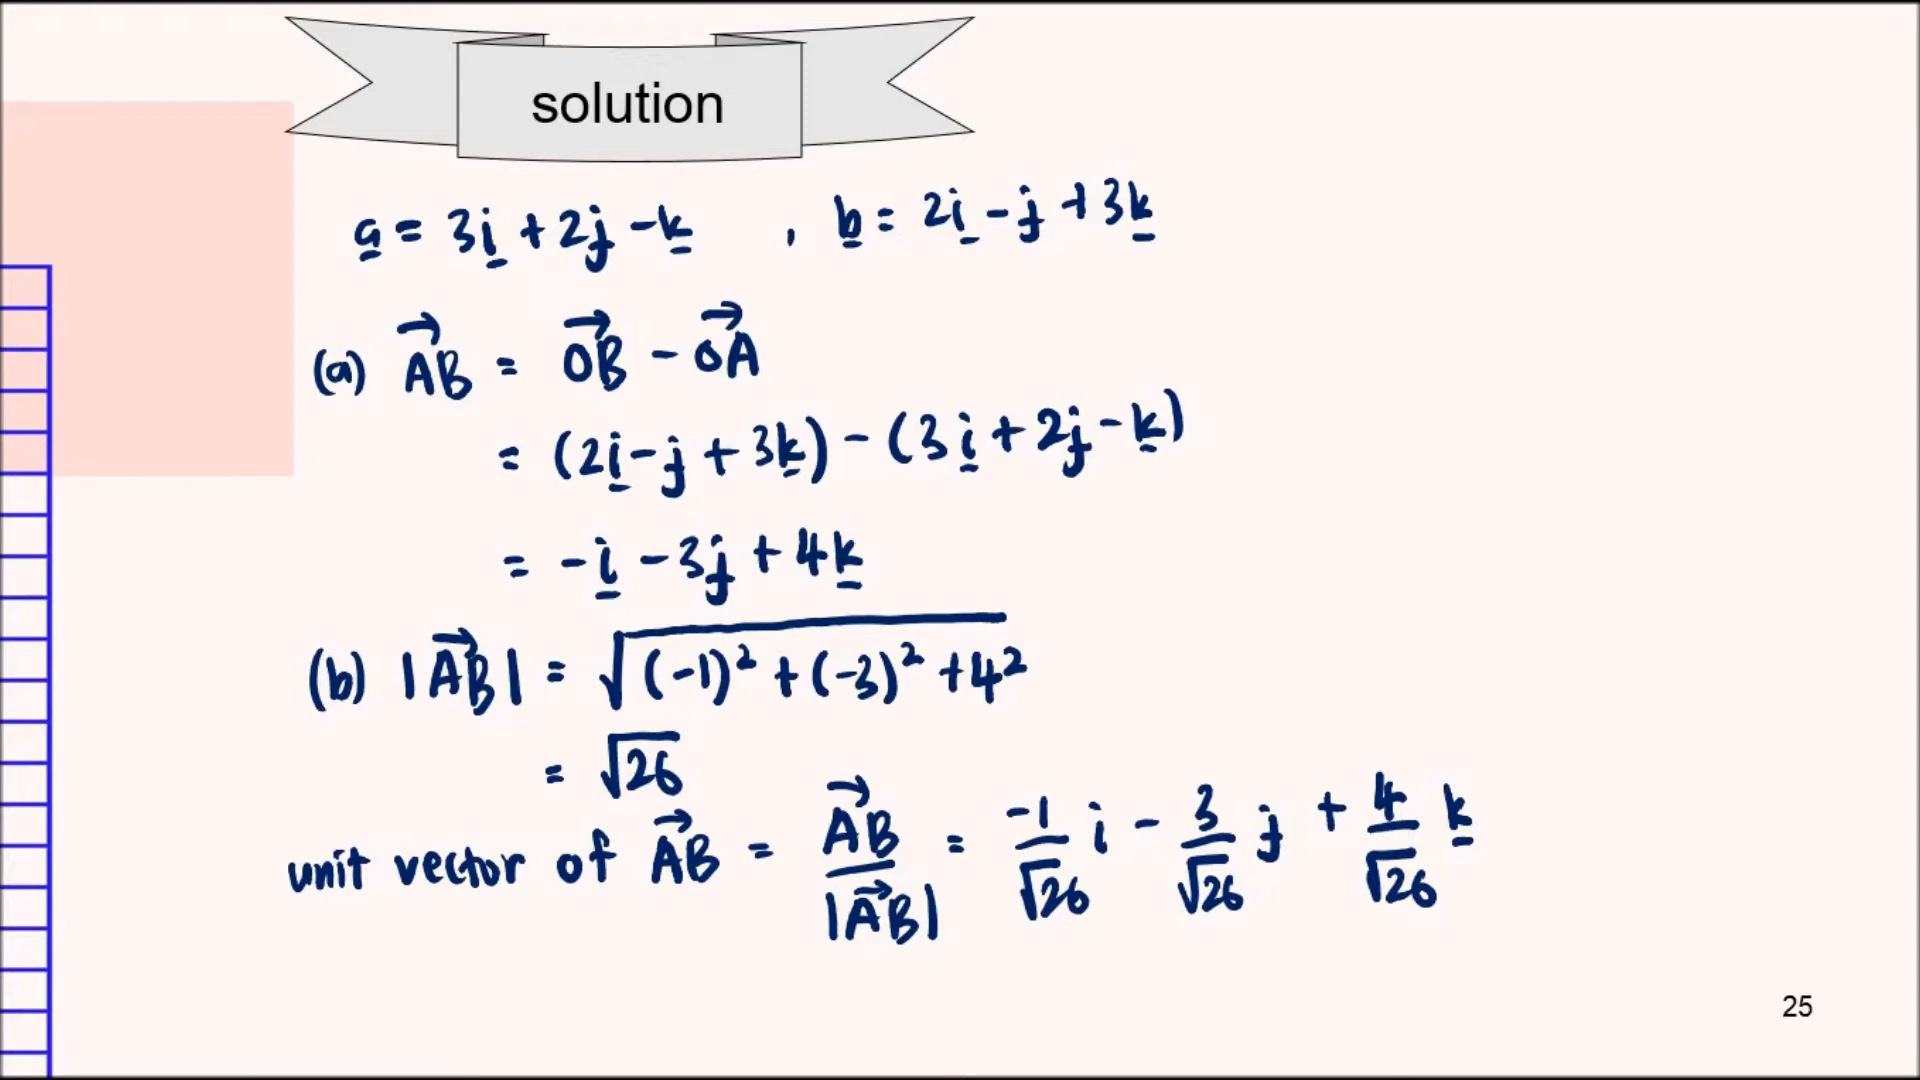 solution
a = 3i + 2j - k , b = 2i - j + 3k
(a) AB = OB - OA
= (2i - j + 3k) - (3i + 2j - k)
= -i - 3j + 4k
(b) |AB| = √(-1)² + (-3)² + 4²
= √26
unit vector of AB = AB/|AB| = -1/√26 i - 3/√26 j + 4/√26 k
25